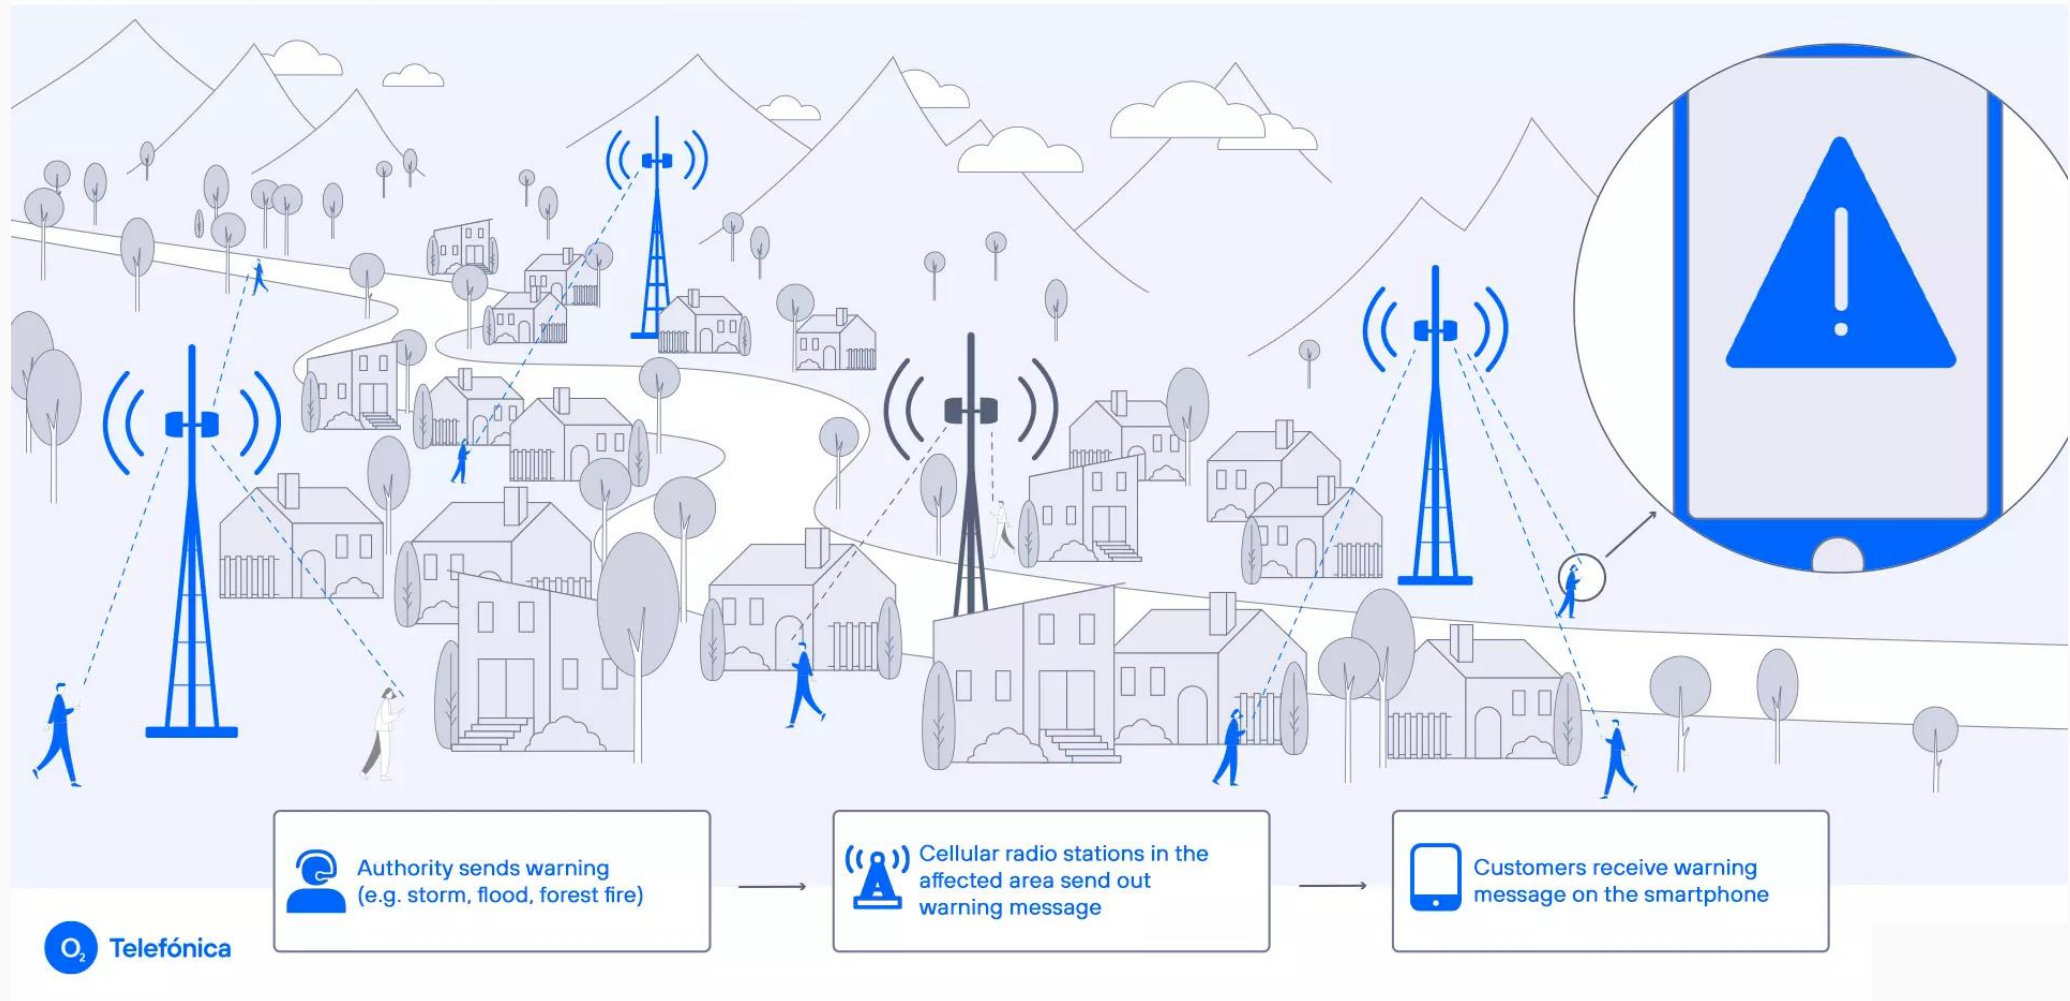 Authority sends warning
(e.g. storm, flood, forest fire)
Cellular radio stations in the
affected area send out
warning message
Customers receive warning
message on the smartphone
O₂ Telefónica